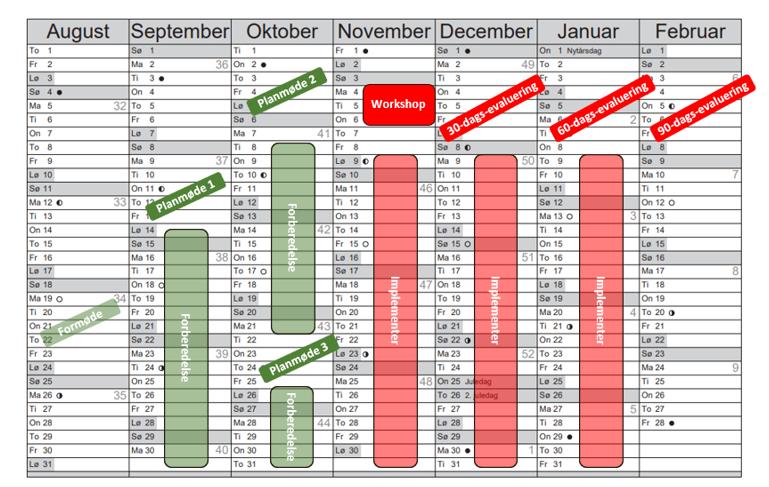 August
To 1
Fr 2
Lø 3
Sø 4
Ma 5 32
Ti 6
On 7
To 8
Fr 9
Lø 10
Sø 11
Ma 12 33
Ti 13
On 14
To 15
Fr 16
Lø 17
Sø 18
Ma 19 34
Ti 20
On 21
To 22
Formøde
Fr 23
Lø 24
Sø 25
Ma 26 35
Ti 27
On 28
To 29
Fr 30
Lø 31
September
Sø 1
Ma 2 36
Ti 3
On 4
To 5
Fr 6
Lø 7
Sø 8
Ma 9 37
Ti 10
On 11
Planmøde 1
To 12
Fr
Lø 14
Sø 15
Ma 16 38
Ti 17
On 18
To 19
Fr 20
Lø 21
Sø 22
Ma 23 39
Ti 24
On 25
To 26
Fr 27
Lø 28
Sø 29
Ma 30 40
Forberedelse
Oktober
Ti 1
On 2
To 3
Fr 4
Planmøde 2
Lø
Sø 6
Ma 7 41
To 8
On 9
To 10
Fr 11
Lø 12
Sø 13
Ma 14 42
Ti 15
On 16
To 17
Fr 18
Lø 19
Sø 20
Ma 21 43
Forberedelse
Ti 22
On 23
Planmøde 3
To 24
Fr 25
Lø 26
Sø 27
Ma 28 44
Ti 29
On 30
To 31
Forberedelse
November
Fr 1
Lø 2
Sø 3
Ma 4
Ti 5
On 6
Workshop
To 7
Fr 8
Lø 9
Sø 10
Ma 11 46
Ti 12
On 13
To 14
Fr 15
Lø 16
Sø 17
Ma 18 47
Ti 19
On 20
To 21
Fr 22
Lø 23
Sø 24
Ma 25 48
Ti 26
On 27
To 28
Fr 29
Lø 30
Implementer
December
Sø 1
Ma 2 49
Ti 3
On 4
To 5
Fr
30-dags-evaluering
Sø 8
Ma 9 50
Ti 10
On 11
To 12
Fr 13
Lø 14
Sø 15
Ma 16 51
Ti 17
On 18
To 19
Fr 20
Lø 21
Sø 22
Ma 23 52
Ti 24
On 25 Juledag
To 26 2. juledag
Fr 27
Lø 28
Sø 29
Ma 30 1
Ti 31
Implementer
Januar
On 1 Nytårsdag
To 2
Fr 3
Lø 4
Sø 5
Ma 2
60-dags-evaluering
On 8
To 9
Fr 10
Lø 11
Sø 12
Ma 13 3
Ti 14
On 15
To 16
Fr 17
Lø 18
Sø 19
Ma 20 4
Ti 21
On 22
To 23
Fr 24
Lø 25
Sø 26
Ma 27 5
Ti 28
On 29
To 30
Fr 31
Implementer
Februar
Lø 1
Sø 2
Ma 3 6
Ti 4
On 5
To 6
90-dags-evaluering
Lø 8
Sø 9
Ma 10 7
Ti 11
On 12
To 13
Fr 14
Lø 15
Sø 16
Ma 17 8
Ti 18
On 19
To 20
Fr 21
Lø 22
Sø 23
Ma 24 9
Ti 25
On 26
To 27
Fr 28